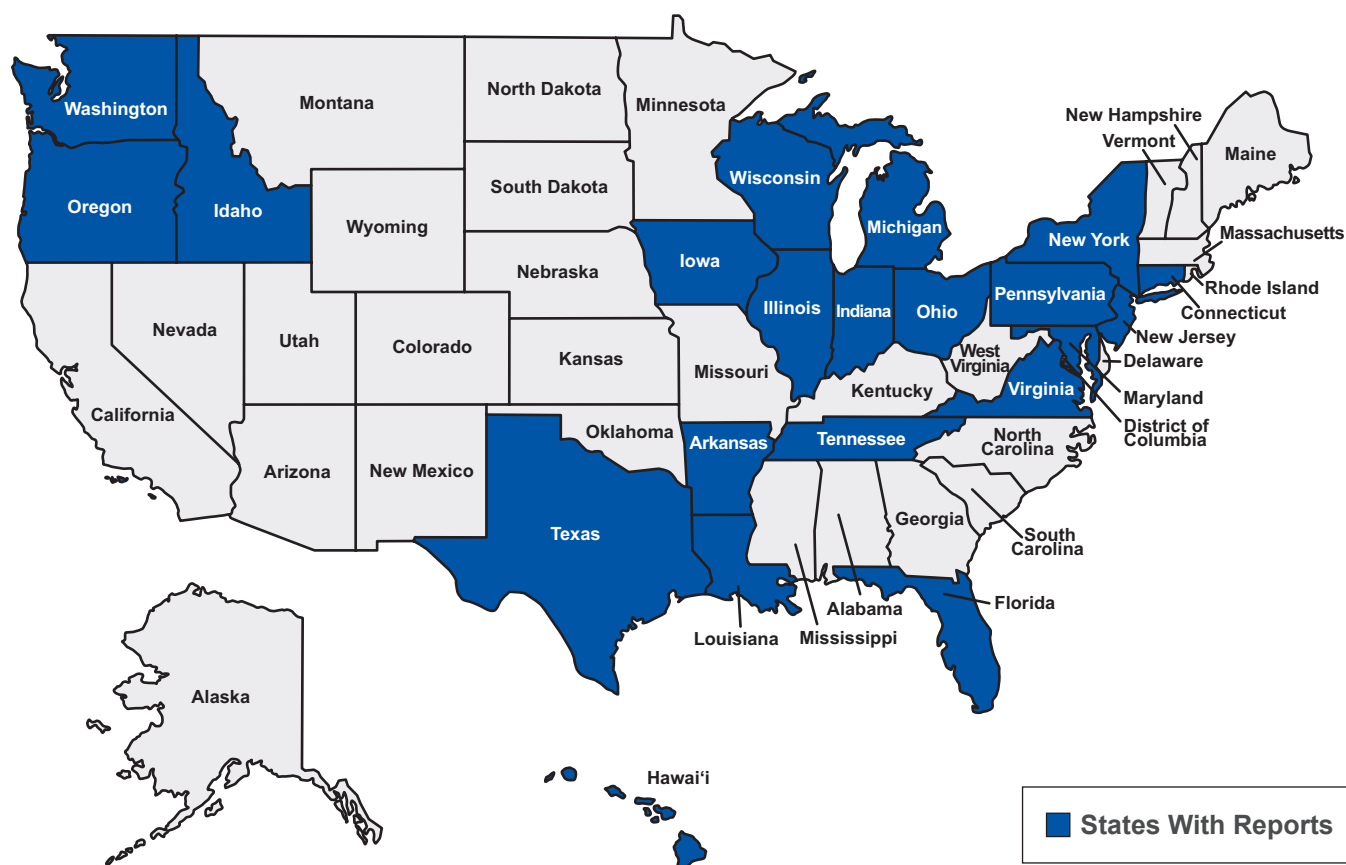 Washington
Montana
North Dakota
Minnesota
New Hampshire
Vermont
Maine
Oregon
Idaho
South Dakota
Wisconsin
Wyoming
Michigan
New York
Massachusetts
Iowa
Nebraska
Pennsylvania
Rhode Island
Connecticut
Nevada
Utah
Colorado
Illinois
Indiana
Ohio
New Jersey
Kansas
Missouri
West
Virginia
Delaware
Kentucky
Virginia
Maryland
California
District of
Columbia
Oklahoma
Arkansas
Tennessee
North
Carolina
Arizona
New Mexico
Texas
Georgia
South
Carolina
Florida
Alabama
Louisiana
Mississippi
Alaska
Hawai‘i
States With Reports